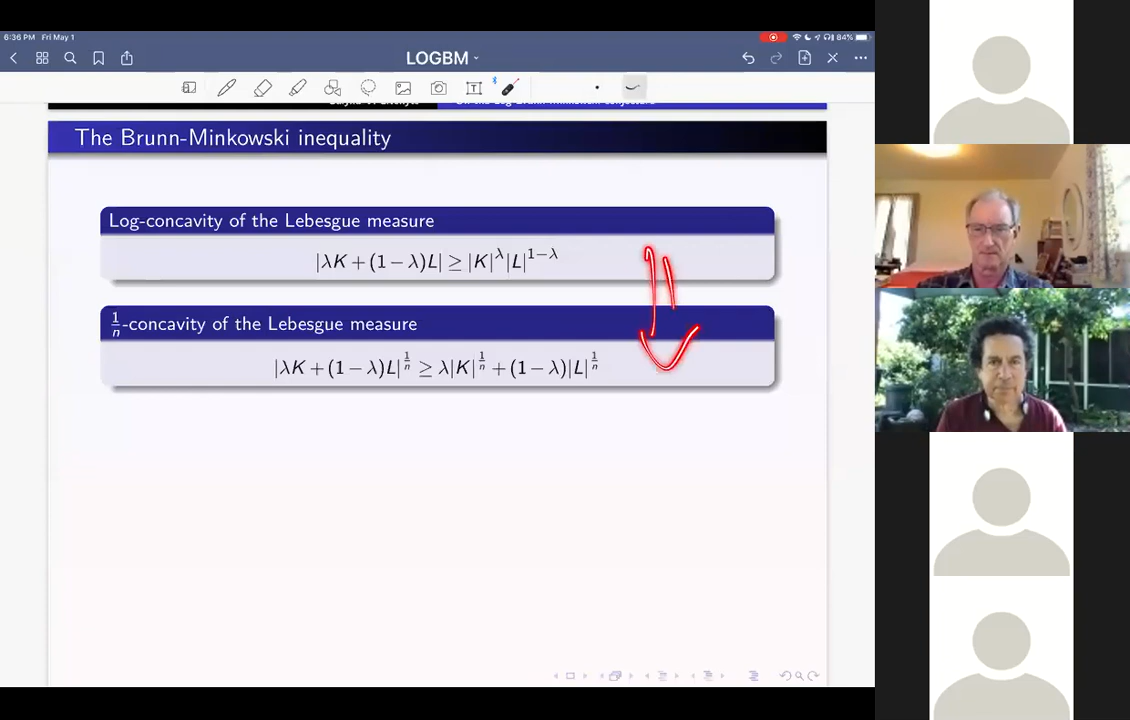 6:36 PM Fri May 1
84%
LOGBM
The Brunn-Minkowski inequality
Log-concavity of the Lebesgue measure
|λK + (1 − λ)L| ≥ |K|^λ|L|^{1−λ}
1/n-concavity of the Lebesgue measure
|λK + (1 − λ)L|^{1/n} ≥ λ|K|^{1/n} + (1 − λ)|L|^{1/n}